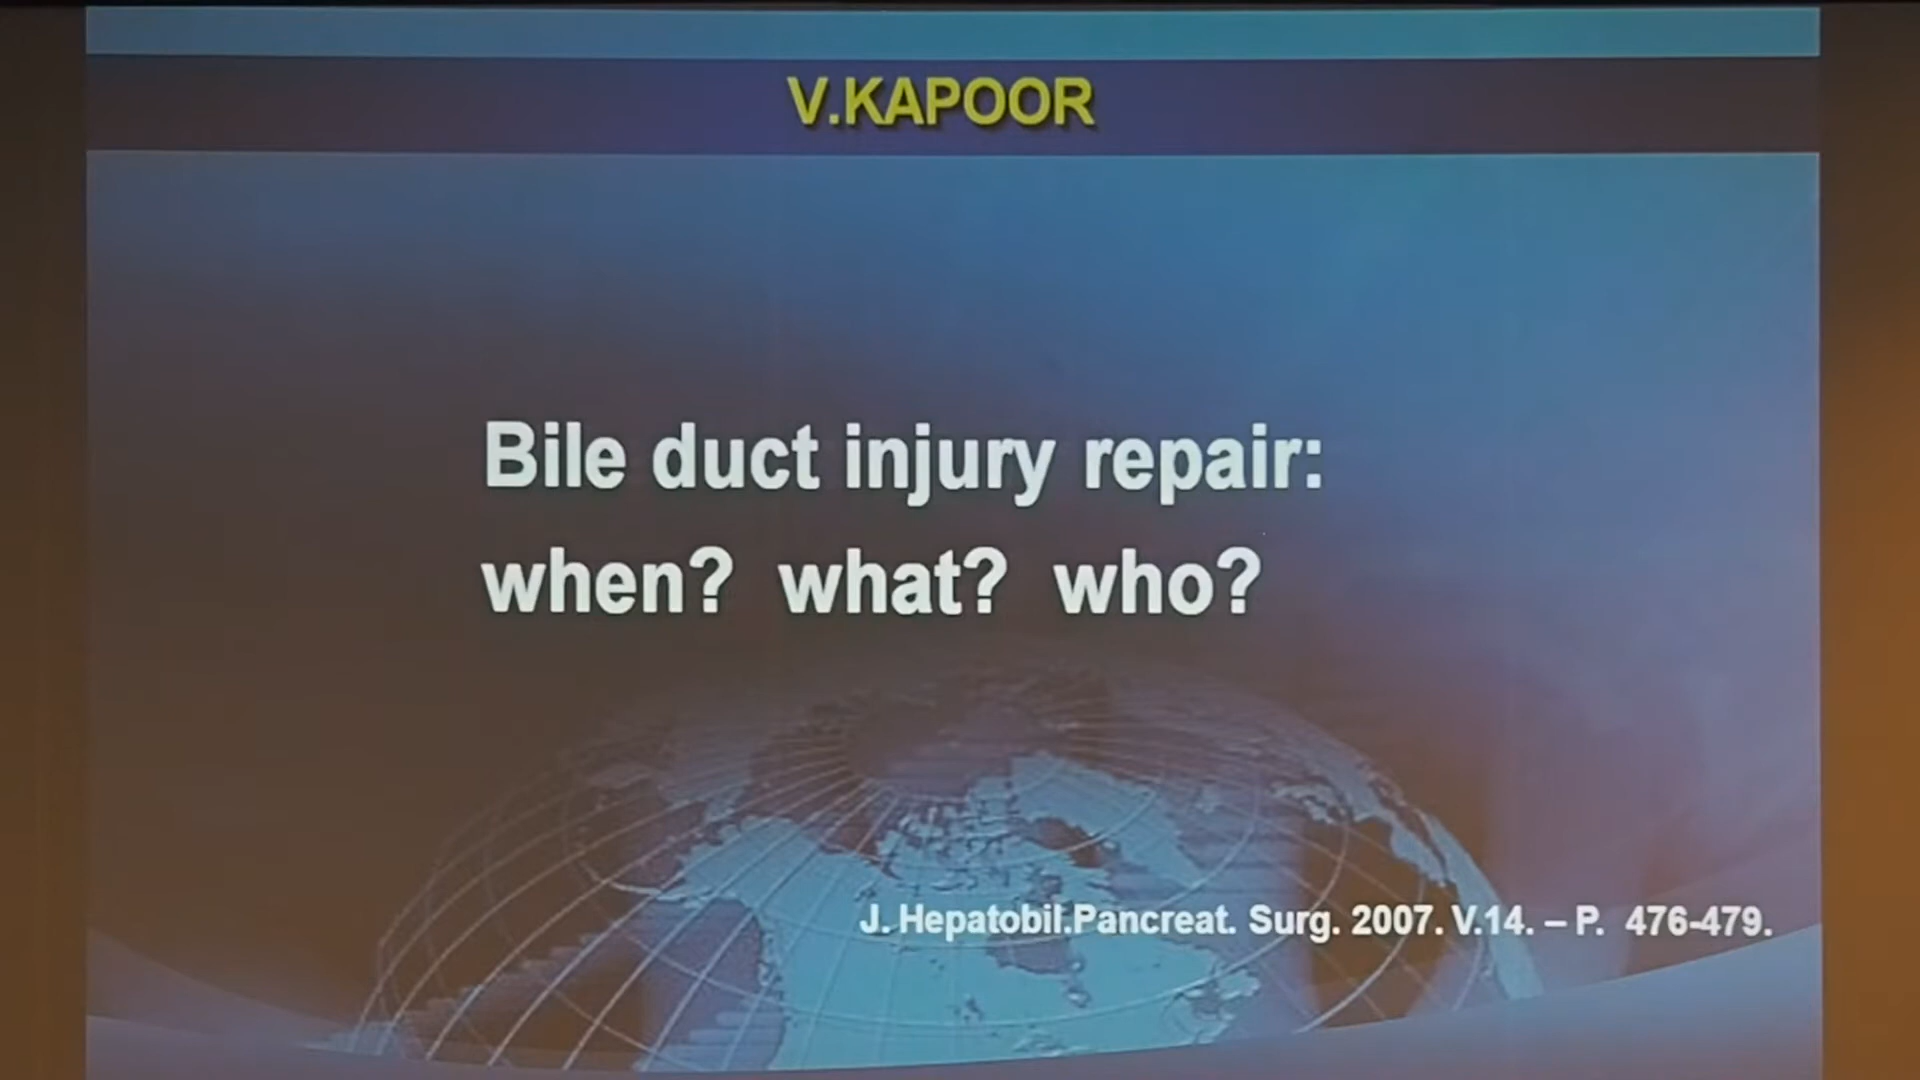 V.KAPOOR
Bile duct injury repair:
when? what? who?
J. Hepatobil.Pancreat. Surg. 2007. V.14. – P. 476-479.